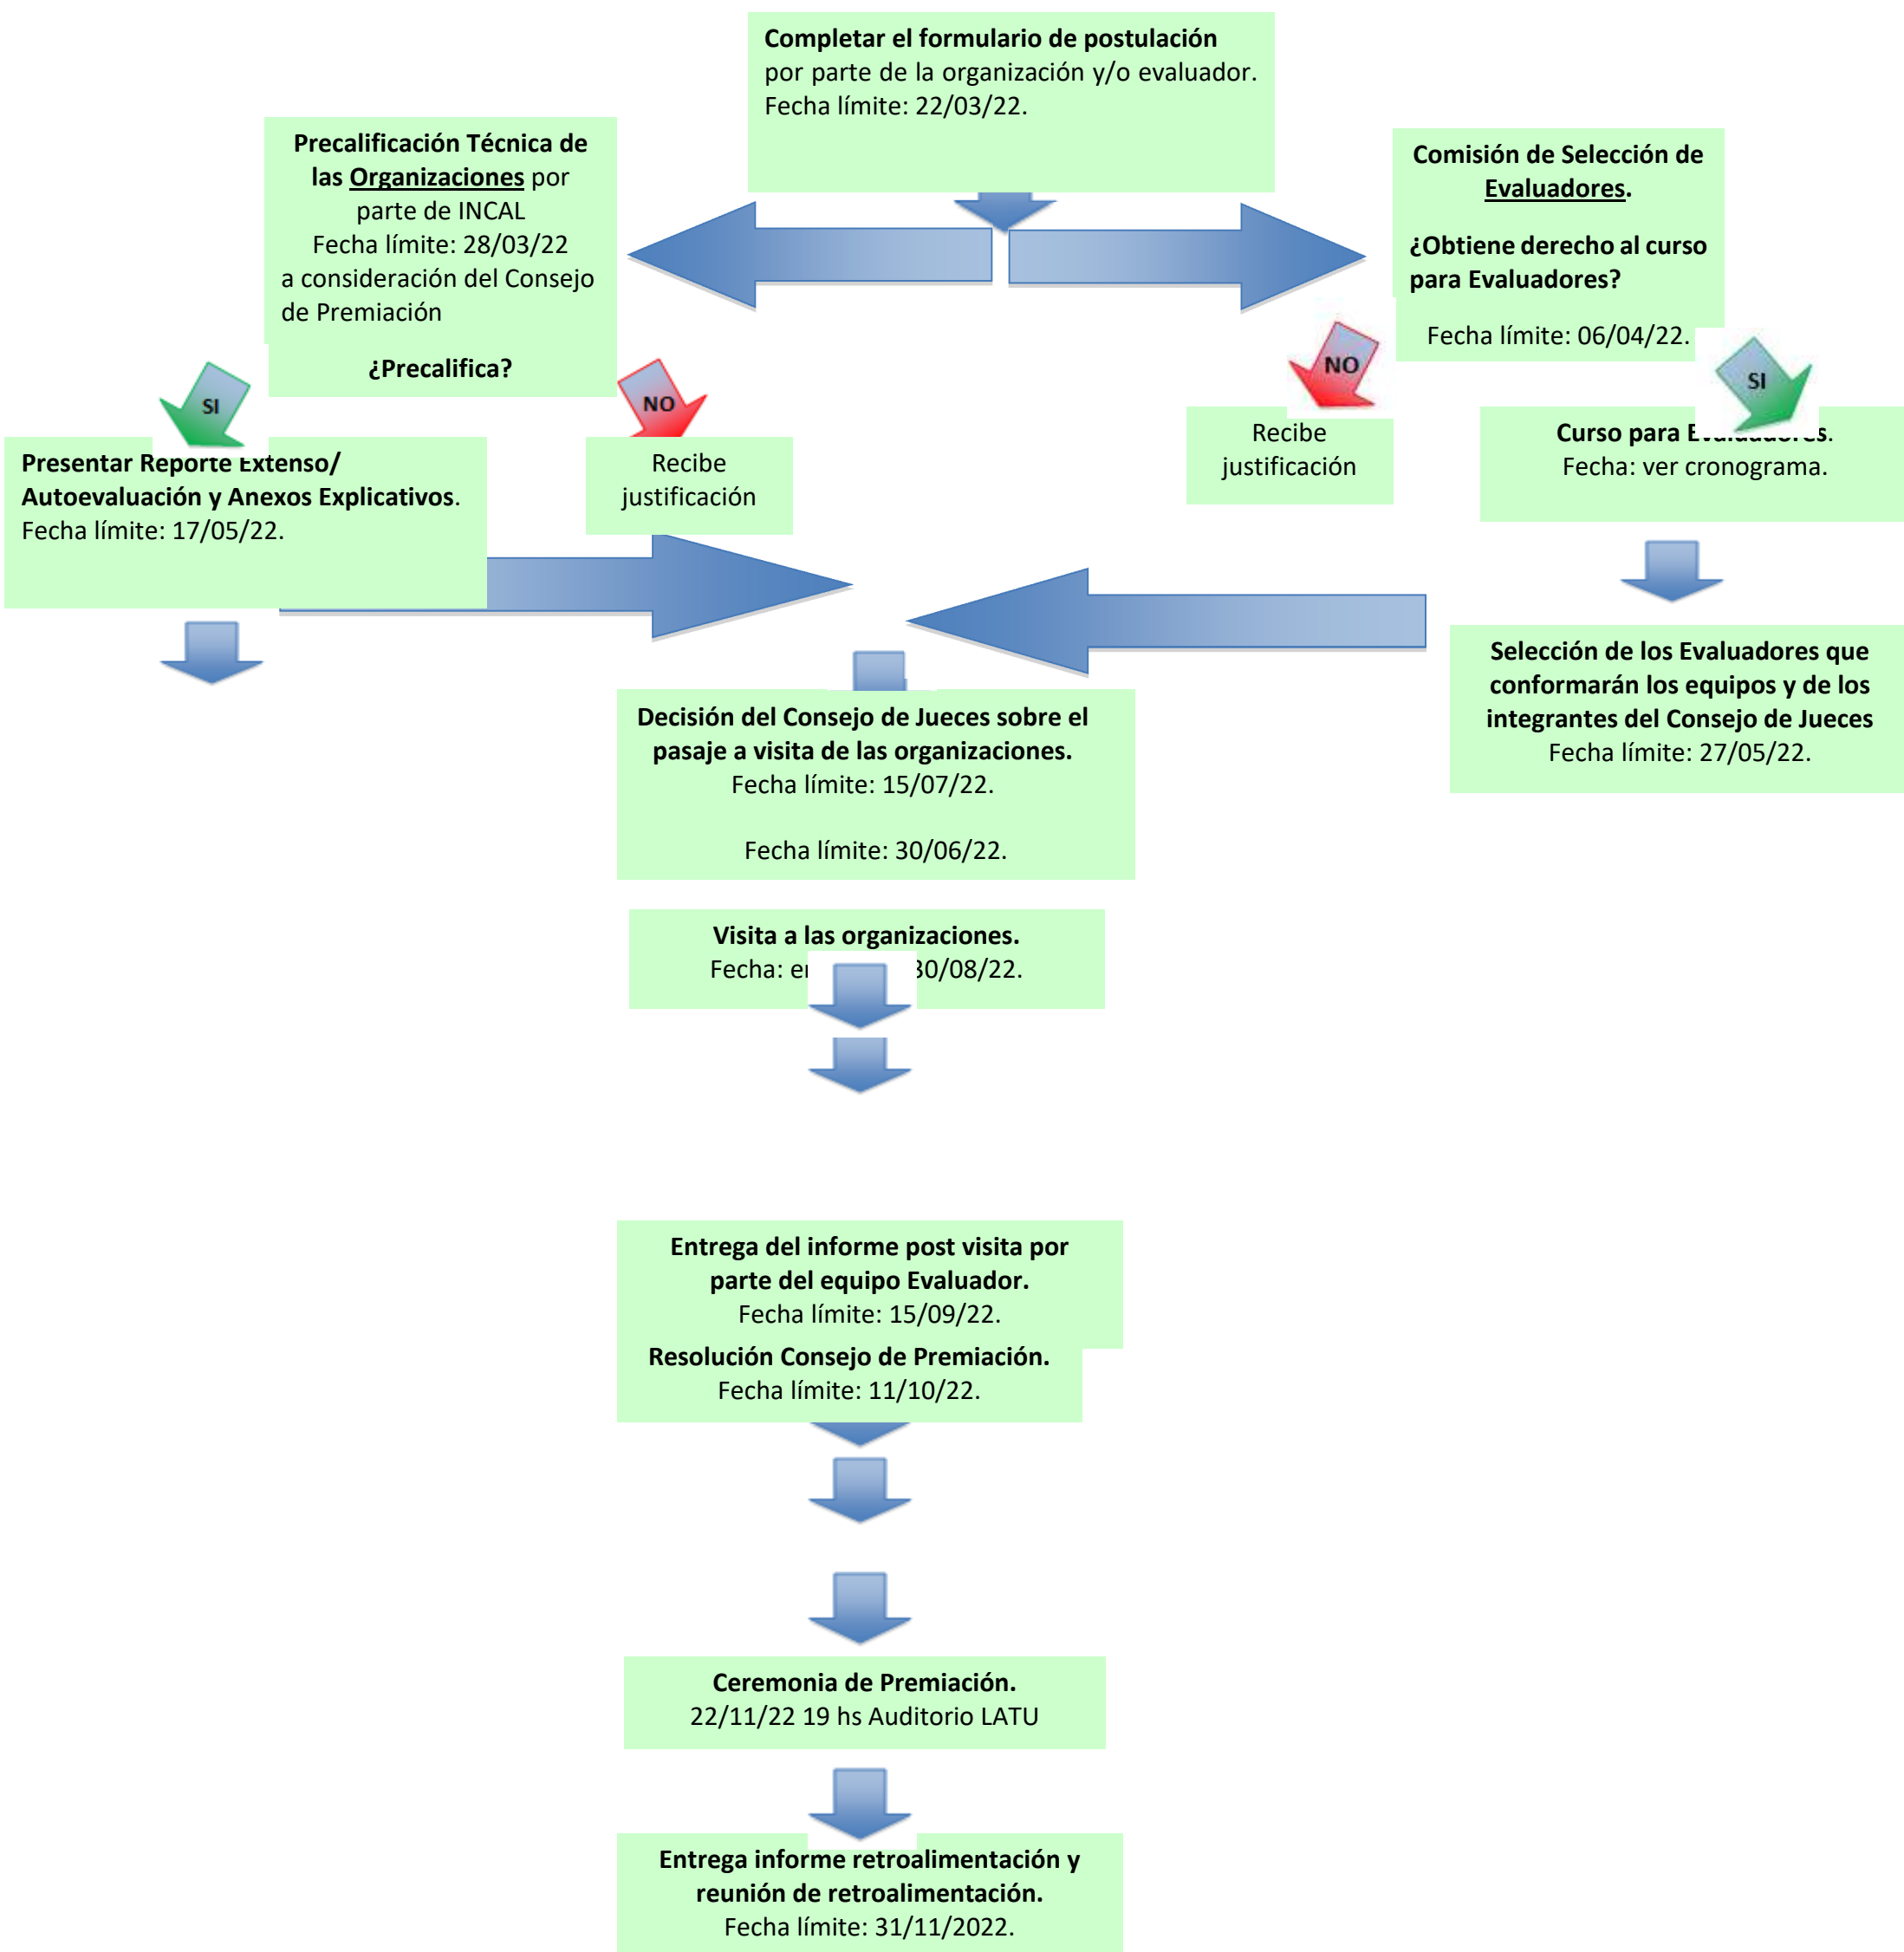 Completar el formulario de postulación
por parte de la organización y/o evaluador.
Fecha límite: 22/03/22.
Precalificación Técnica de
las Organizaciones por
parte de INCAL
Fecha límite: 28/03/22
a consideración del Consejo
de Premiación
¿Precalifica?
Comisión de Selección de
Evaluadores.
¿Obtiene derecho al curso
para Evaluadores?
Fecha límite: 06/04/22.
SI
NO
NO
SI
Presentar Reporte Extenso/
Autoevaluación y Anexos Explicativos.
Fecha límite: 17/05/22.
Recibe
justificación
Recibe
justificación
Curso para Evaluadores.
Fecha: ver cronograma.
Selección de los Evaluadores que
conformarán los equipos y de los
integrantes del Consejo de Jueces
Fecha límite: 27/05/22.
Decisión del Consejo de Jueces sobre el
pasaje a visita de las organizaciones.
Fecha límite: 15/07/22.
Fecha límite: 30/06/22.
Visita a las organizaciones.
Fecha: 30/08/22.
Entrega del informe post visita por
parte del equipo Evaluador.
Fecha límite: 15/09/22.
Resolución Consejo de Premiación.
Fecha límite: 11/10/22.
Ceremonia de Premiación.
22/11/22 19 hs Auditorio LATU
Entrega informe retroalimentación y
reunión de retroalimentación.
Fecha límite: 31/11/2022.